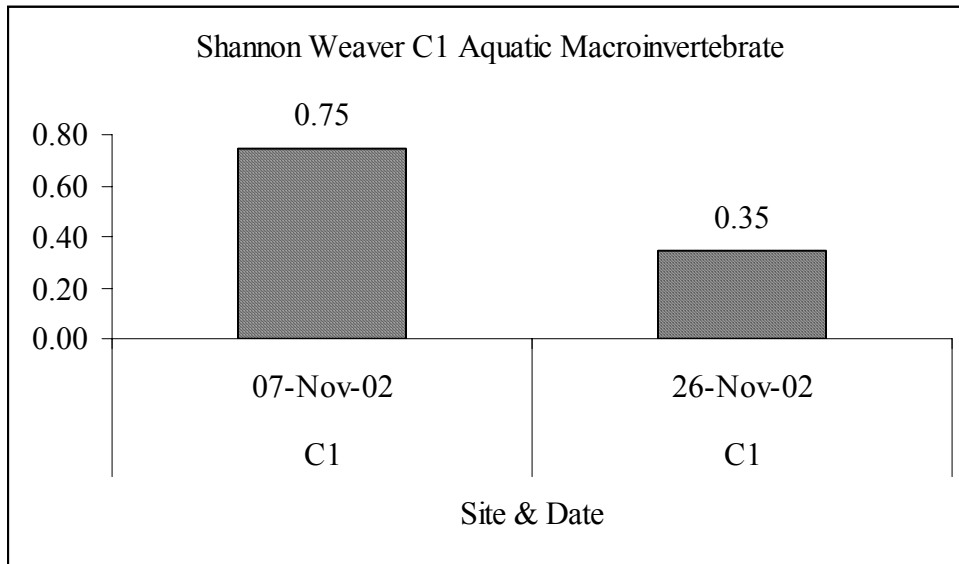 Shannon Weaver C1 Aquatic Macroinvertebrate
0.75
0.35
0.80
0.60
0.40
0.20
0.00
07-Nov-02
26-Nov-02
C1
C1
Site & Date